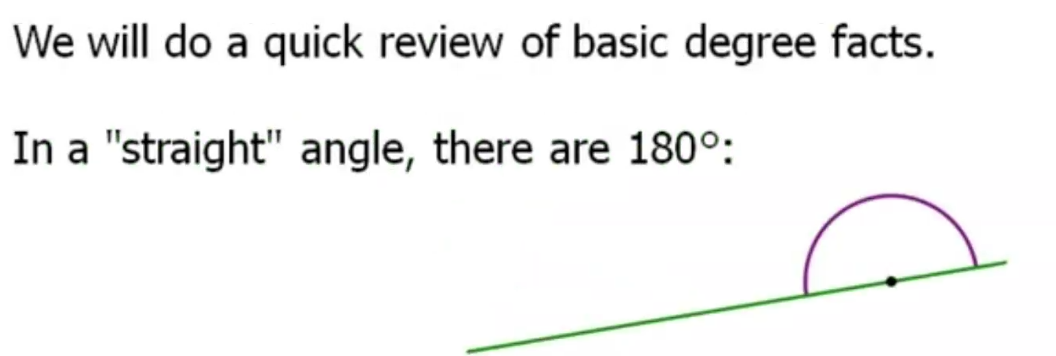 We will do a quick review of basic degree facts.
In a "straight" angle, there are 180°: